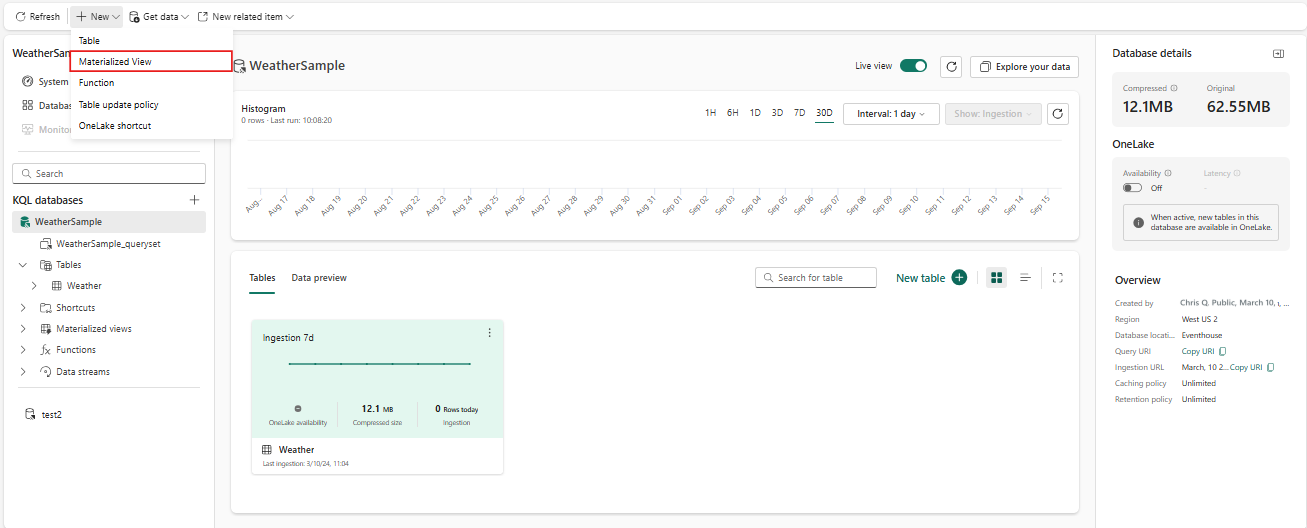 Refresh
New
Get data
New related item
Table
Materialized View
Function
Table update policy
OneLake shortcut
WeatherSam
System
Databas
Monitor
Search
KQL databases
WeatherSample
WeatherSample_queryset
Tables
Weather
Shortcuts
Materialized views
Functions
Data streams
test2
WeatherSample
Live view
Explore your data
Histogram
0 rows - Last run: 10:08:20
1H 6H 1D 3D 7D 30D
Interval: 1 day
Show: Ingestion
Aug... Aug 17 Aug 18 Aug 19 Aug 20 Aug 21 Aug 22 Aug 23 Aug 24 Aug 25 Aug 26 Aug 27 Aug 28 Aug 29 Aug 30 Aug 31 Sep 01 Sep 02 Sep 03 Sep 04 Sep 05 Sep 06 Sep 07 Sep 08 Sep 09 Sep 10 Sep 11 Sep 12 Sep 13 Sep 14 Sep 15
Tables Data preview
Search for table
New table
Ingestion 7d
12.1 MB 0 Rows today
OneLake availability Compressed size Ingestion
Weather
Last ingestion: 3/10/24, 11:04
Database details
Compressed Original
12.1MB 62.55MB
OneLake
Availability Latency
Off -
When active, new tables in this
database are available in OneLake.
Overview
Created by Chris Q. Public, March 10, 1, ...
Region West US 2
Database locati... Eventhouse
Query URI Copy URI
Ingestion URL March, 10 2... Copy URI
Caching policy Unlimited
Retention policy Unlimited